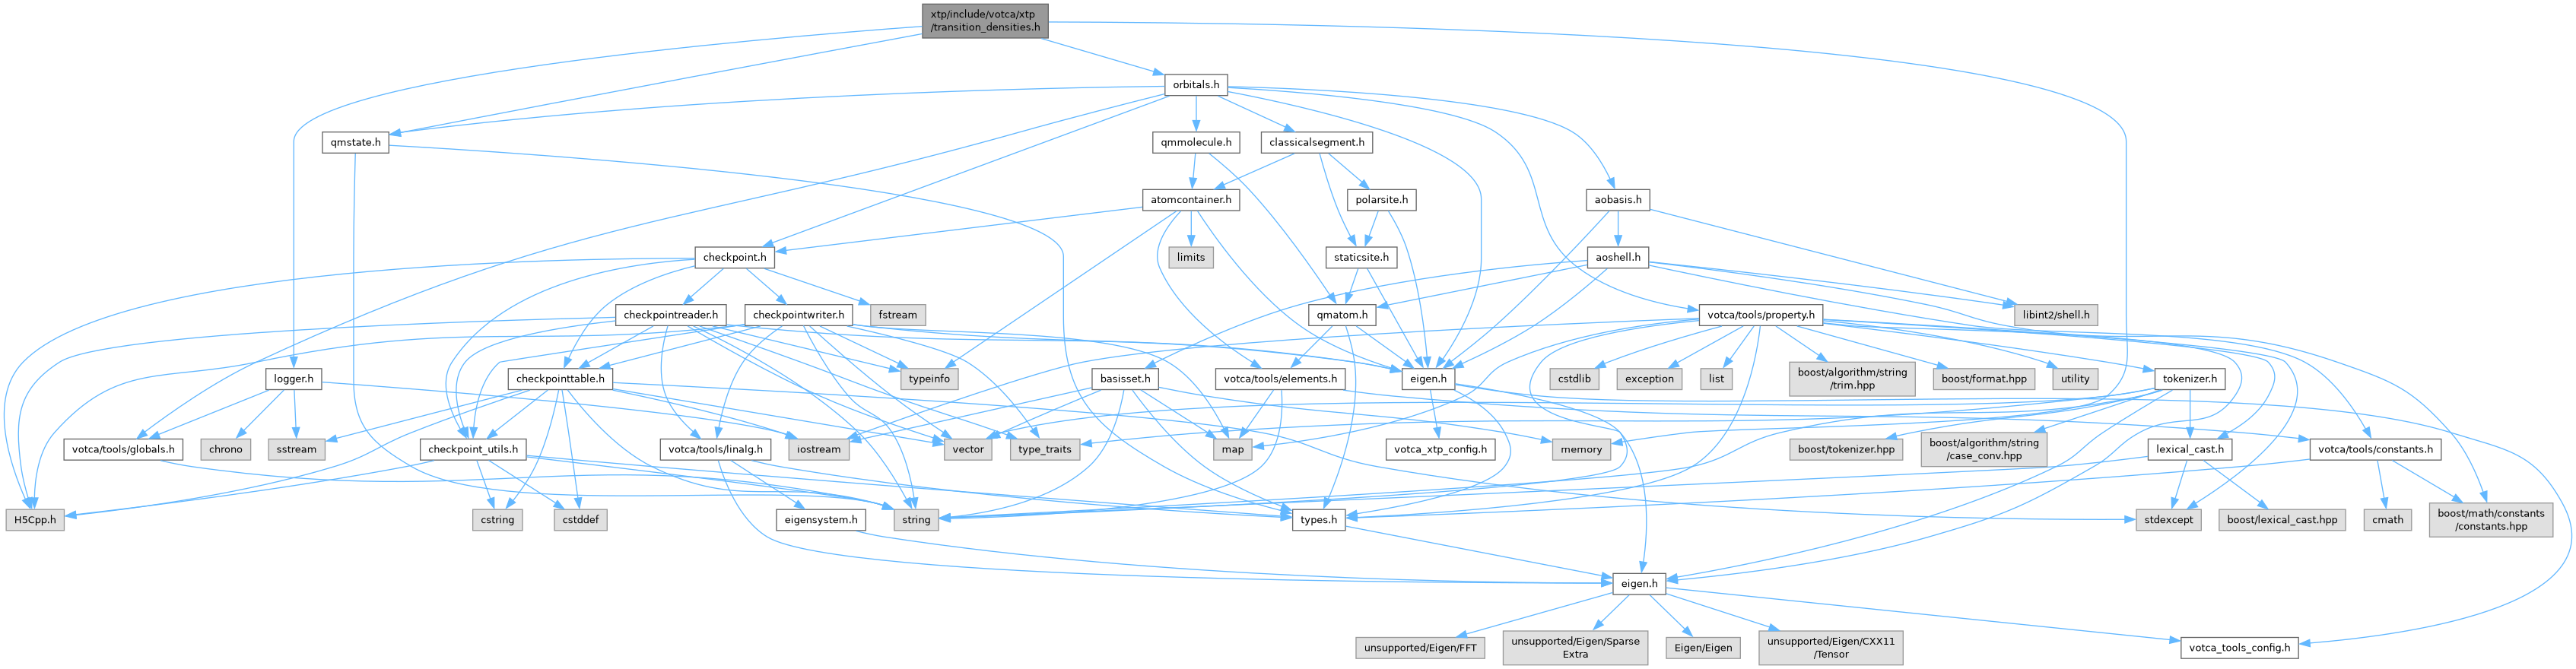 xtp/include/votca/xtp
/transition_densities.h
orbitals.h
qmstate.h
qmmolecule.h
classicalsegment.h
atomcontainer.h
polarsite.h
aobasis.h
checkpoint.h
limits
staticsite.h
aoshell.h
checkpointreader.h
checkpointwriter.h
fstream
qmatom.h
votca/tools/property.h
libint2/shell.h
logger.h
checkpointtable.h
typeinfo
basisset.h
votca/tools/elements.h
eigen.h
cstdlib
exception
list
boost/algorithm/string
/trim.hpp
boost/format.hpp
utility
tokenizer.h
votca/tools/globals.h
chrono
sstream
checkpoint_utils.h
votca/tools/linalg.h
iostream
vector
type_traits
map
votca_xtp_config.h
memory
boost/tokenizer.hpp
boost/algorithm/string
/case_conv.hpp
lexical_cast.h
votca/tools/constants.h
H5Cpp.h
cstring
cstddef
eigensystem.h
string
types.h
stdexcept
boost/lexical_cast.hpp
cmath
boost/math/constants
/constants.hpp
eigen.h
unsupported/Eigen/FFT
unsupported/Eigen/Sparse
Extra
Eigen/Eigen
unsupported/Eigen/CXX11
/Tensor
votca_tools_config.h